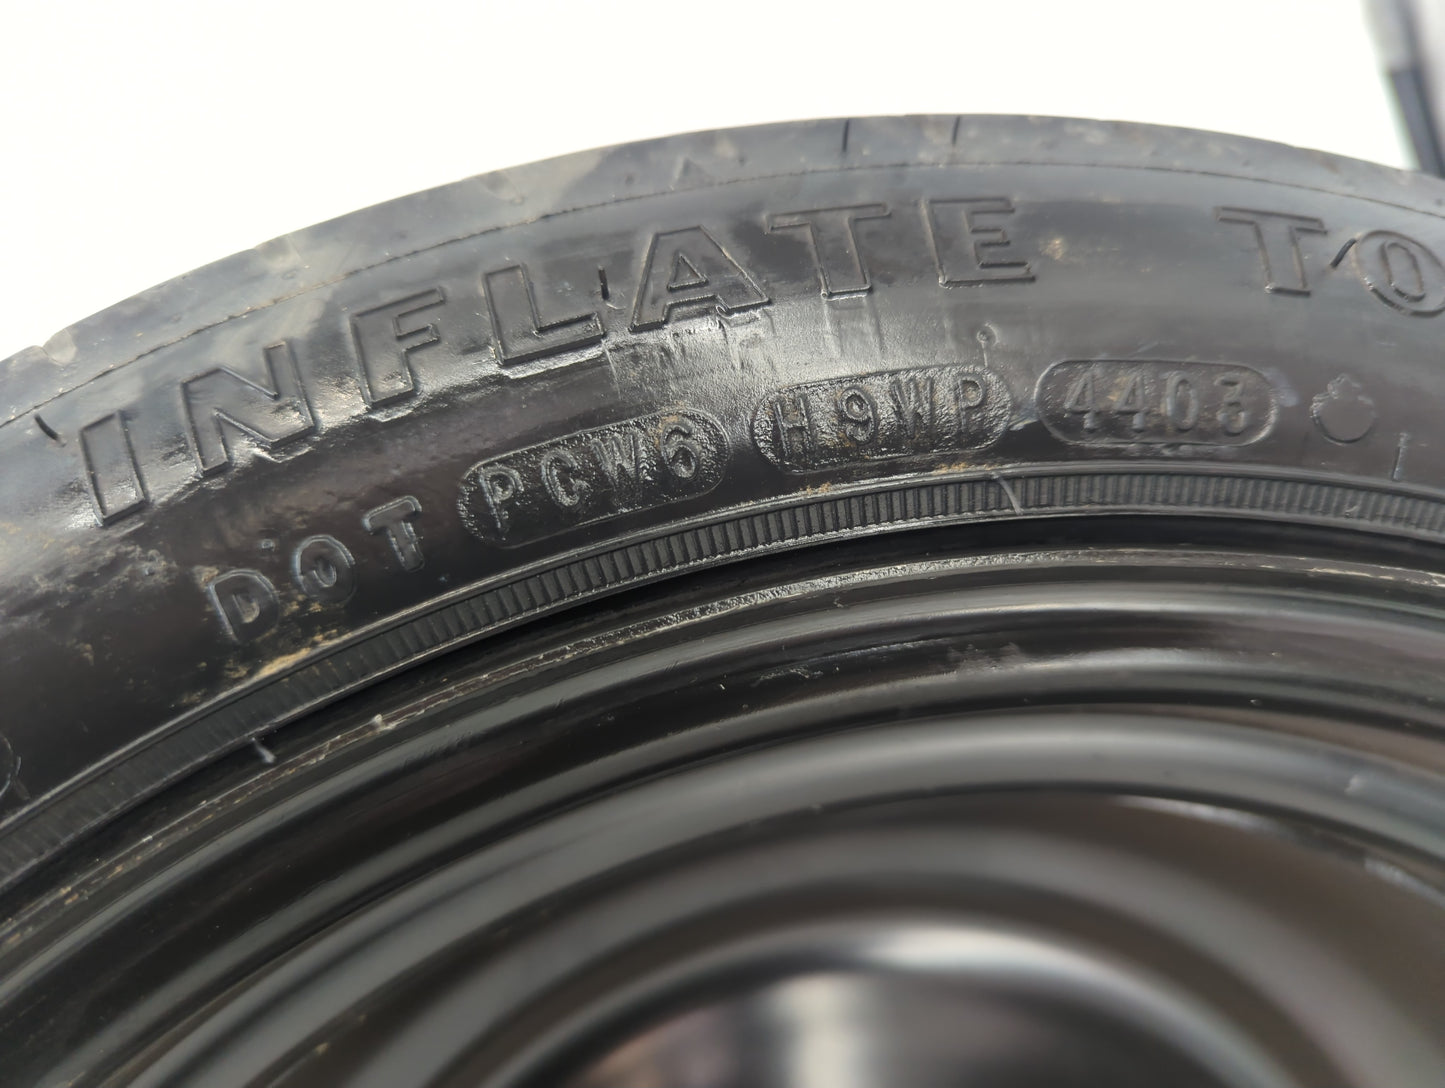 INFLATE TO
DOT PCW6 H9WP 4403